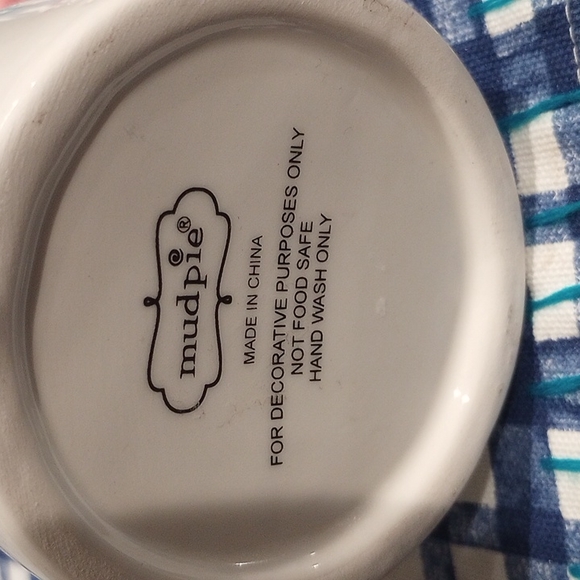 mudpie®
MADE IN CHINA
FOR DECORATIVE PURPOSES ONLY
NOT FOOD SAFE
HAND WASH ONLY